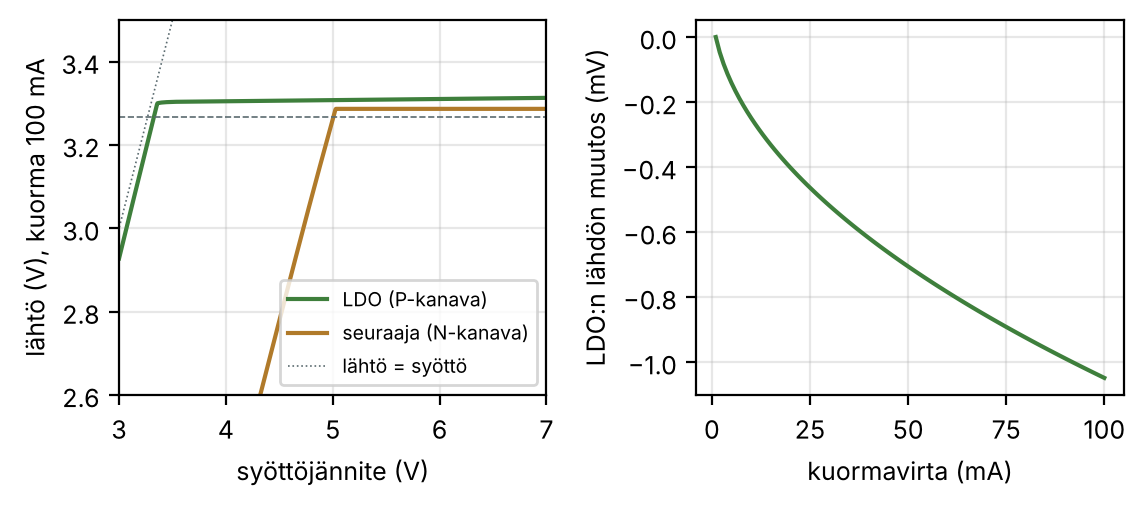 lähtö (V), kuorma 100 mA
3.4
3.2
3.0
2.8
2.6
LDO (P-kanava)
seuraaja (N-kanava)
lähtö = syöttö
3 4 5 6 7
syöttöjännite (V)
LDO:n lähdön muutos (mV)
0.0
−0.2
−0.4
−0.6
−0.8
−1.0
0 25 50 75 100
kuormavirta (mA)